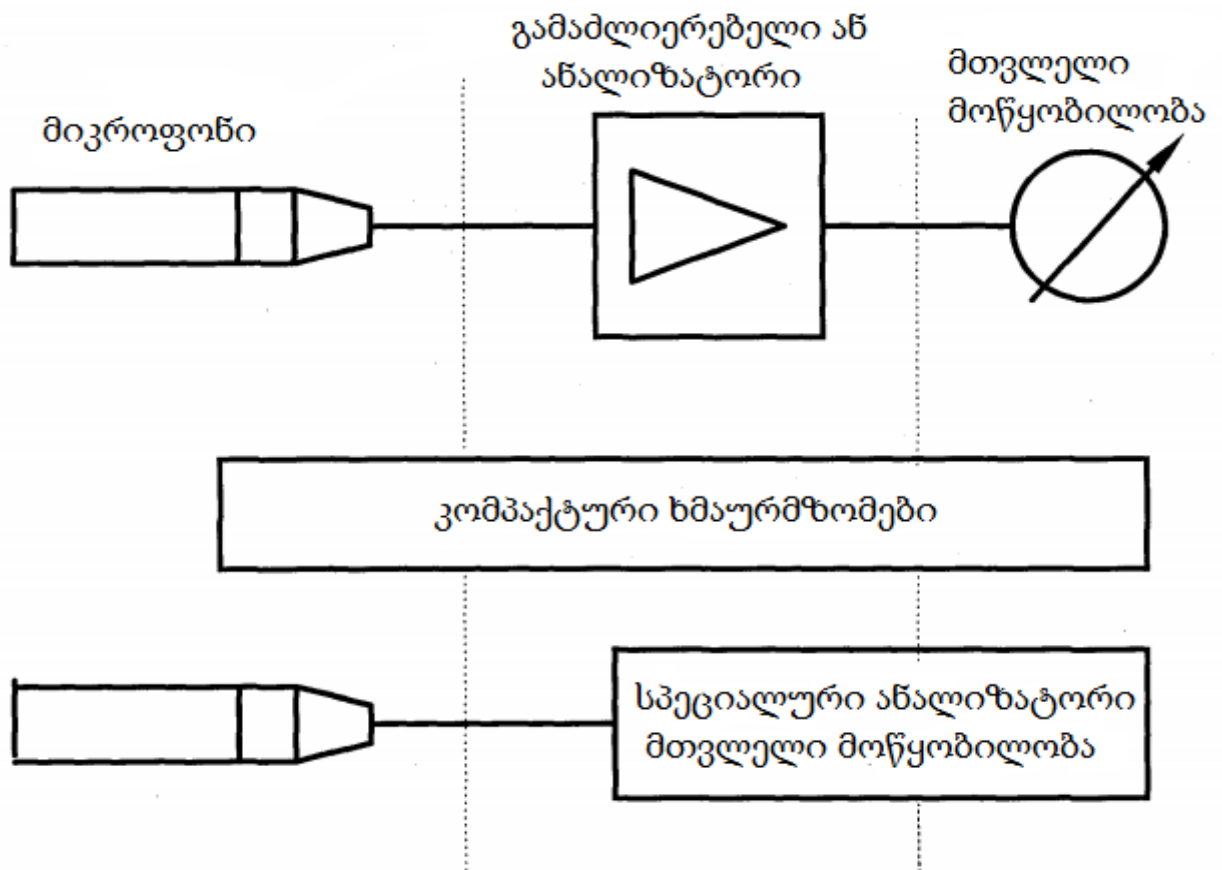 გამაძლიერებელი ან
ანალიზატორი
მთვლელი
მოწყობილობა
მიკროფონი
კომპაქტური ხმაურმზომები
სპეციალური ანალიზატორი
მთვლელი მოწყობილობა